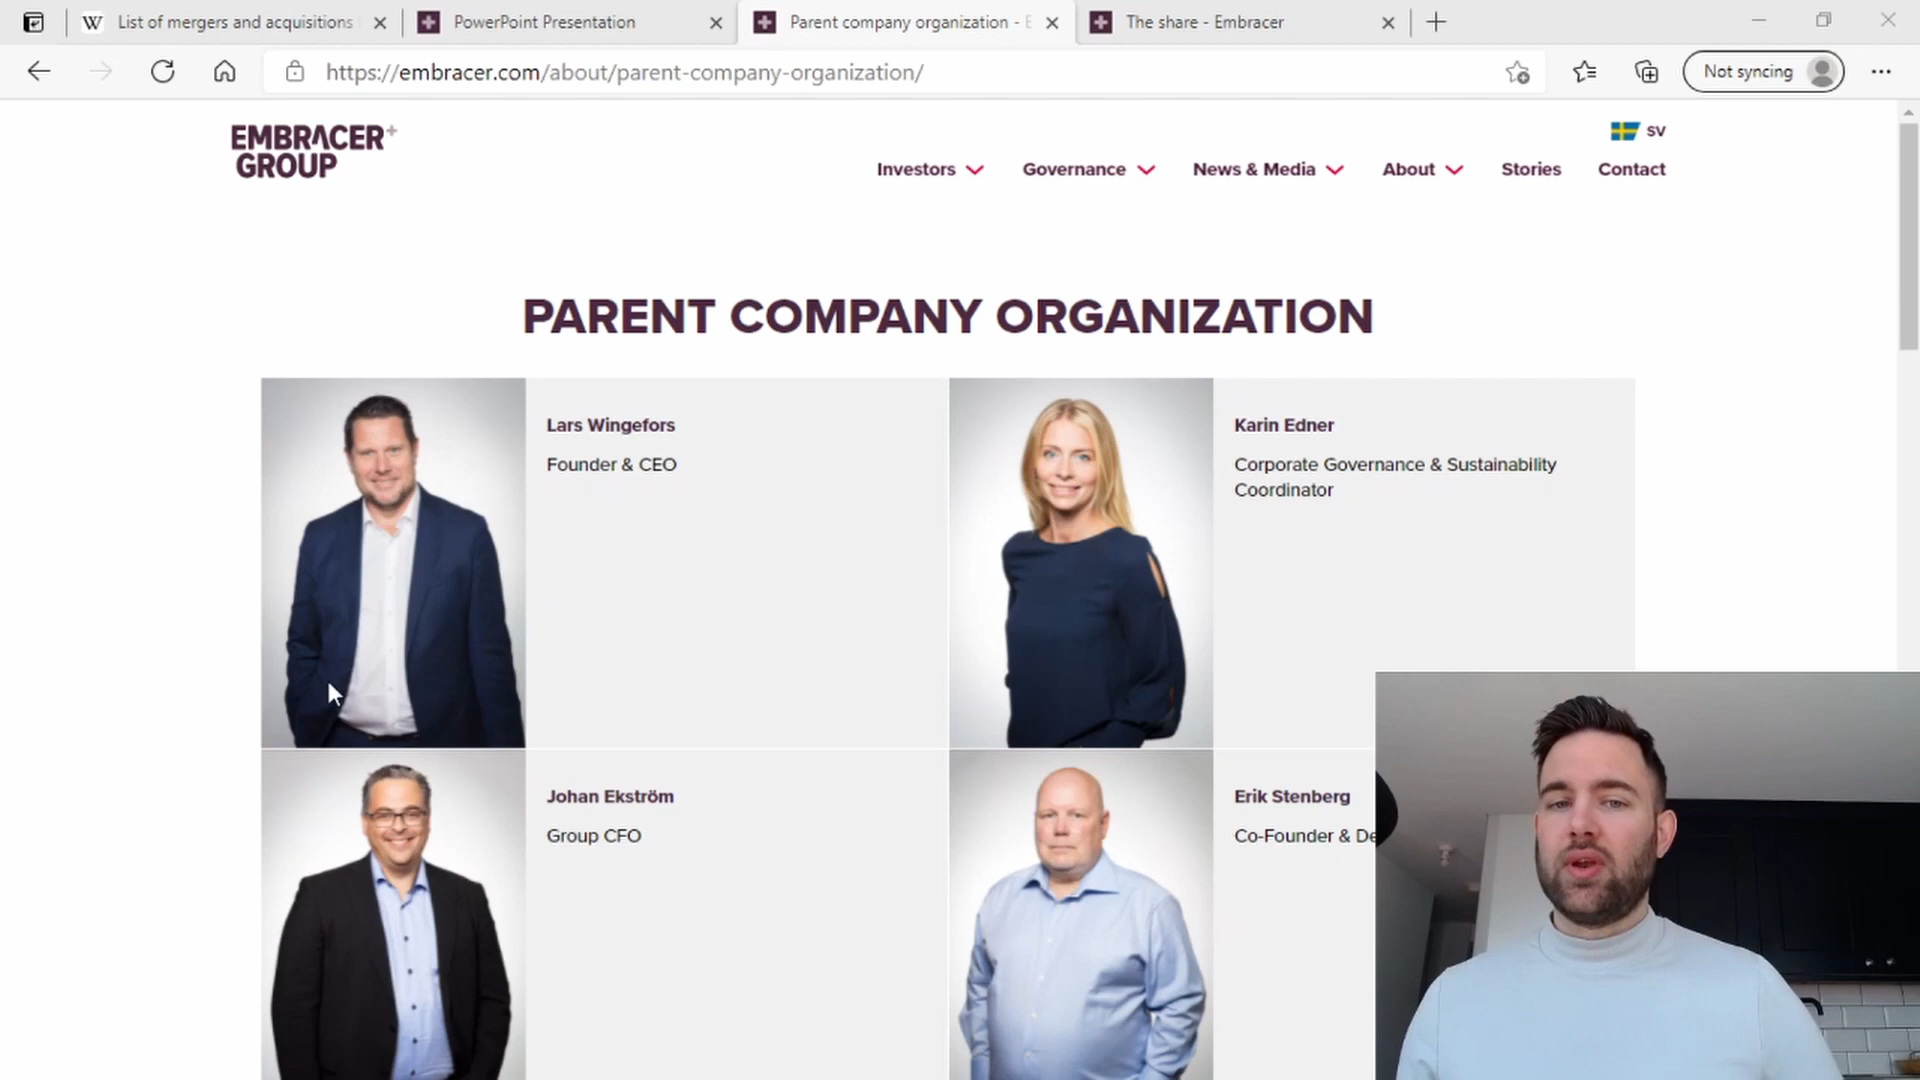 List of mergers and acquisitions
PowerPoint Presentation
Parent company organization - E
The share - Embracer
https://embracer.com/about/parent-company-organization/
Not syncing
EMBRACER+
GROUP
SV
Investors
Governance
News & Media
About
Stories
Contact
PARENT COMPANY ORGANIZATION
Lars Wingefors
Founder & CEO
Karin Edner
Corporate Governance & Sustainability
Coordinator
Johan Ekström
Group CFO
Erik Stenberg
Co-Founder & De